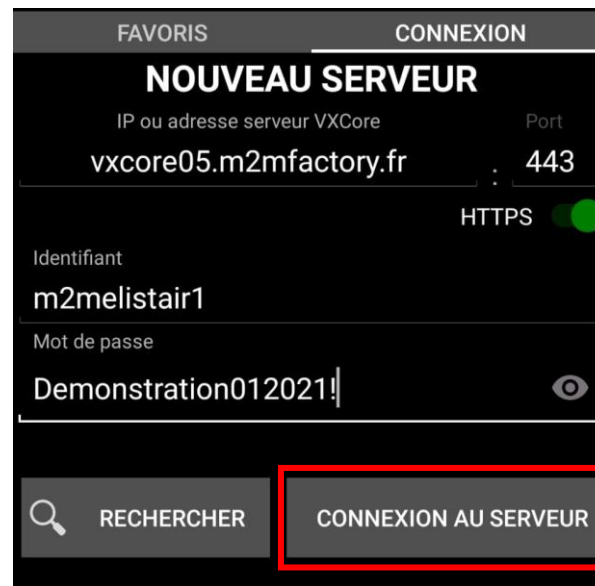 FAVORIS CONNEXION
NOUVEAU SERVEUR
IP ou adresse serveur VXCore Port
vxcore05.m2mfactory.fr : 443
HTTPS
Identifiant
m2melistair1
Mot de passe
Demonstration012021!
RECHERCHER CONNEXION AU SERVEUR